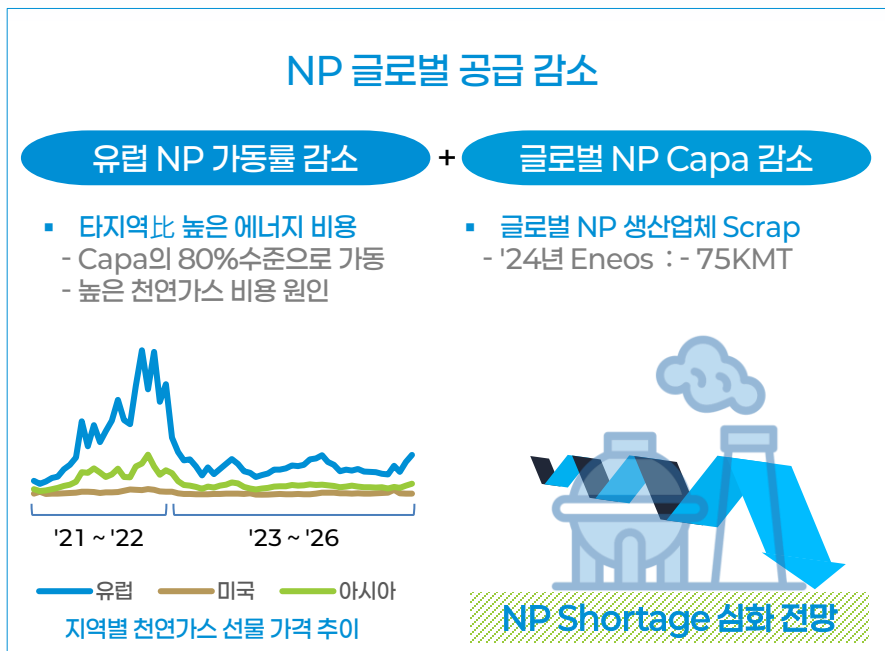 NP 글로벌 공급 감소
유럽 NP 가동률 감소 + 글로벌 NP Capa 감소
▪ 타지역比 높은 에너지 비용
- Capa의 80%수준으로 가동
- 높은 천연가스 비용 원인
▪ 글로벌 NP 생산업체 Scrap
- '24년 Eneos : - 75KMT
'21 ~ '22
'23 ~ '26
유럽 미국 아시아
지역별 천연가스 선물 가격 추이
NP Shortage 심화 전망